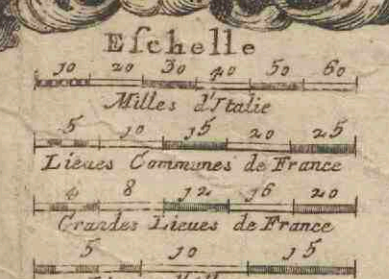 Eſchelle
10 20 30 40 50 60
Milles d'Italie
5 10 15 20 25
Lieues Communes de France
4 8 12 16 20
Grandes Lieues de France
5 10 15